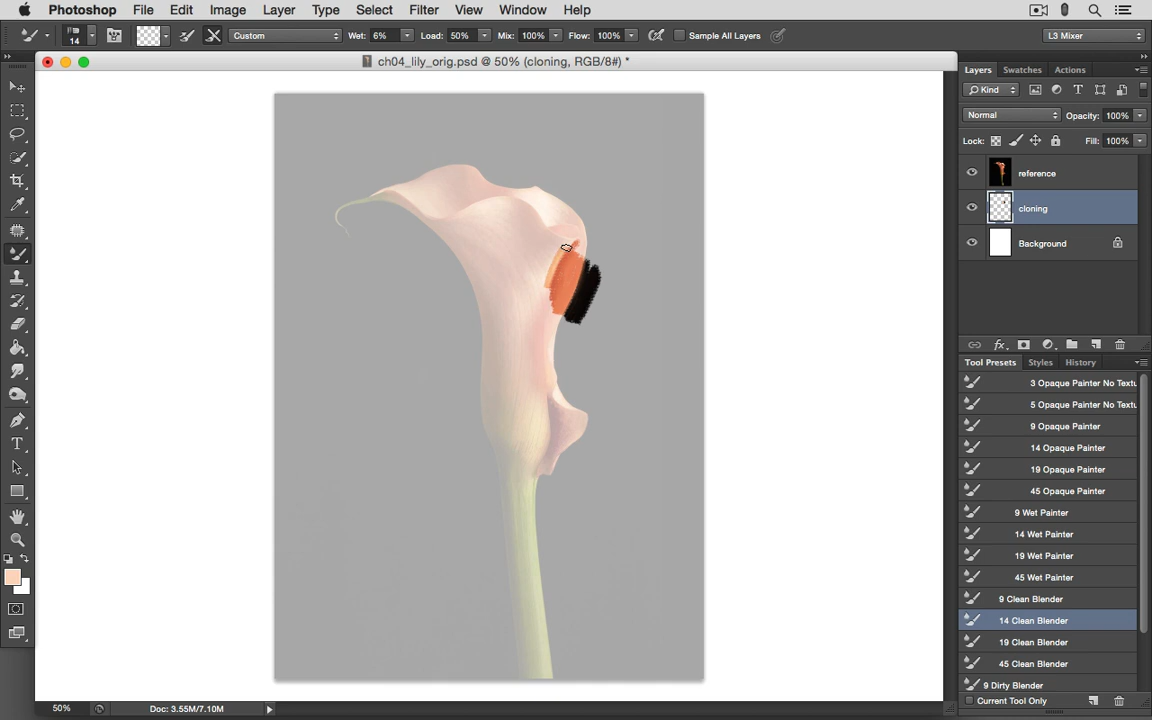 Photoshop File Edit Image Layer Type Select Filter View Window Help
14 Custom Wet: 6% Load: 50% Mix: 100% Flow: 100% Sample All Layers L3 Mixer
ch04_lily_orig.psd @ 50% (cloning, RGB/8#) *
Layers Swatches Actions
Kind
Normal Opacity: 100%
Lock: Fill: 100%
reference
cloning
Background
Tool Presets Styles History
3 Opaque Painter No Textu
5 Opaque Painter No Textu
9 Opaque Painter
14 Opaque Painter
19 Opaque Painter
45 Opaque Painter
9 Wet Painter
14 Wet Painter
19 Wet Painter
45 Wet Painter
9 Clean Blender
14 Clean Blender
19 Clean Blender
45 Clean Blender
9 Dirty Blender
Current Tool Only
50% Doc: 3.55M/7.10M